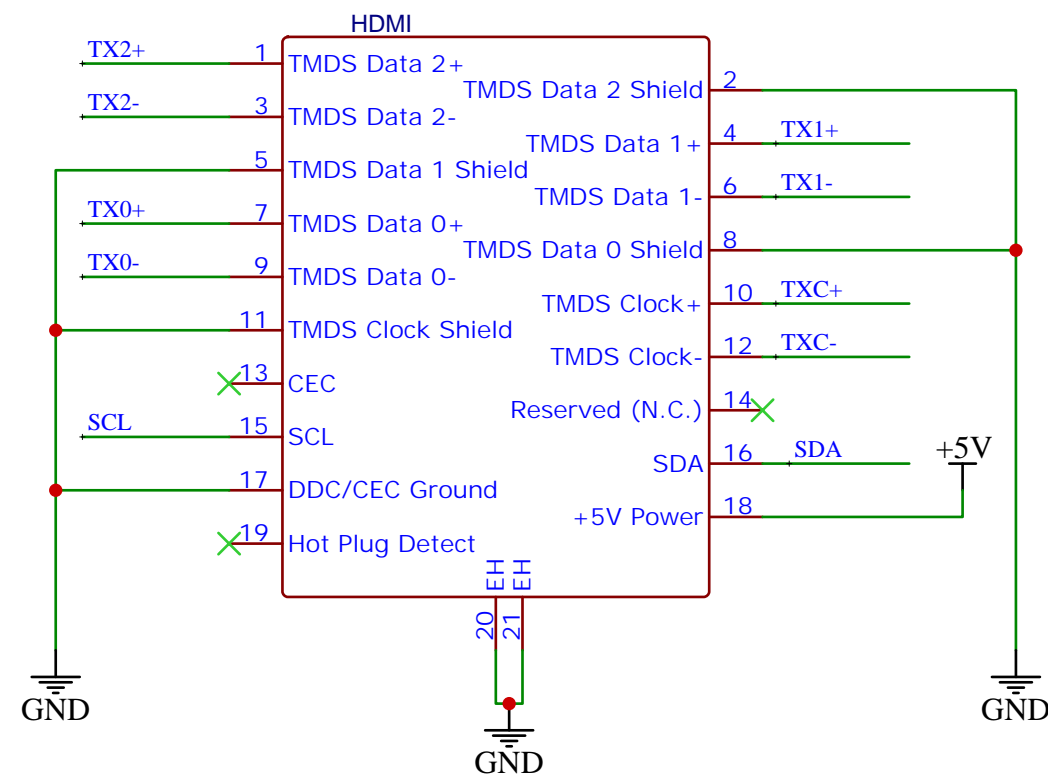 HDMI
TX2+ 1 TMDS Data 2+
TMDS Data 2 Shield 2
TX2- 3 TMDS Data 2-
TMDS Data 1+ 4 TX1+
5 TMDS Data 1 Shield
TMDS Data 1- 6 TX1-
TX0+ 7 TMDS Data 0+
TMDS Data 0 Shield 8
TX0- 9 TMDS Data 0-
TMDS Clock+ 10 TXC+
11 TMDS Clock Shield
TMDS Clock- 12 TXC-
13 CEC
Reserved (N.C.) 14
SCL 15 SCL
SDA 16 SDA +5V
17 DDC/CEC Ground
+5V Power 18
19 Hot Plug Detect
EH EH
20 21
GND GND
GND